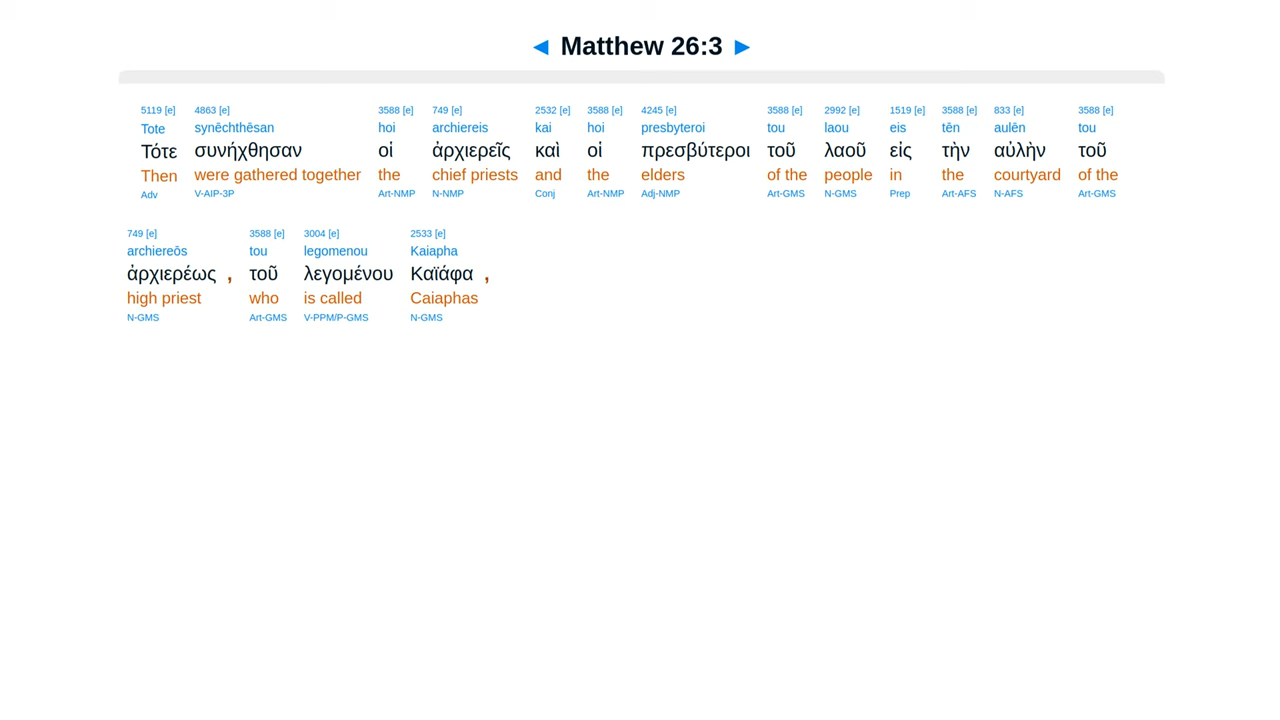 ◄ Matthew 26:3 ►
5119 [e] 4863 [e] 3588 [e] 749 [e] 2532 [e] 3588 [e] 4245 [e] 3588 [e] 2992 [e] 1519 [e] 3588 [e] 833 [e] 3588 [e]
Tote synēchthēsan hoi archiereis kai hoi presbyteroi tou laou eis tēn aulēn tou
Τότε συνήχθησαν οἱ ἀρχιερεῖς καὶ οἱ πρεσβύτεροι τοῦ λαοῦ εἰς τὴν αὐλὴν τοῦ
Then were gathered together the chief priests and the elders of the people in the courtyard of the
Adv V-AIP-3P Art-NMP N-NMP Conj Art-NMP Adj-NMP Art-GMS N-GMS Prep Art-AFS N-AFS Art-GMS
749 [e] 3588 [e] 3004 [e] 2533 [e]
archiereōs tou legomenou Kaiapha
ἀρχιερέως , τοῦ λεγομένου Καϊάφα ,
high priest who is called Caiaphas
N-GMS Art-GMS V-PPM/P-GMS N-GMS